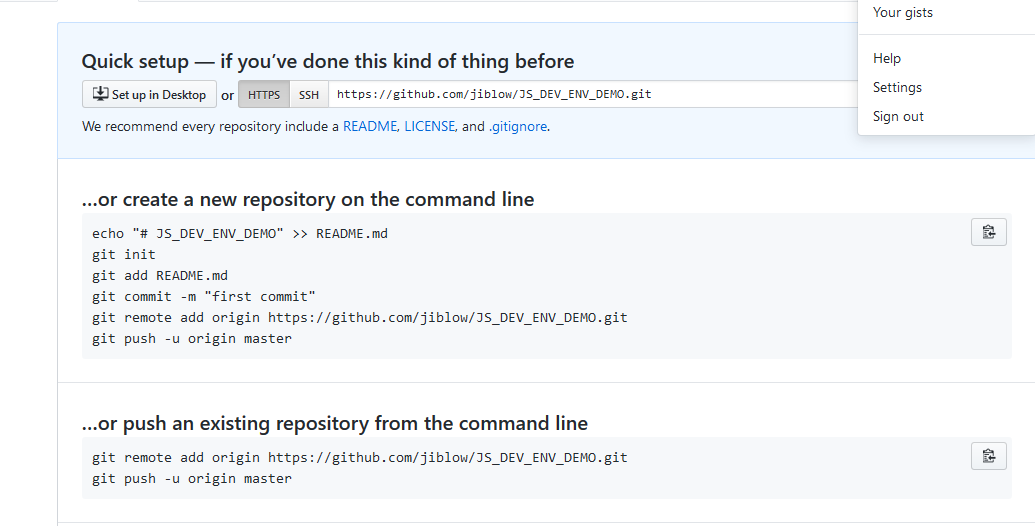 Your gists
Help
Settings
Sign out
Quick setup — if you’ve done this kind of thing before
Set up in Desktop or HTTPS SSH https://github.com/jiblow/JS_DEV_ENV_DEMO.git
We recommend every repository include a README, LICENSE, and .gitignore.
…or create a new repository on the command line
echo "# JS_DEV_ENV_DEMO" >> README.md
git init
git add README.md
git commit -m "first commit"
git remote add origin https://github.com/jiblow/JS_DEV_ENV_DEMO.git
git push -u origin master
…or push an existing repository from the command line
git remote add origin https://github.com/jiblow/JS_DEV_ENV_DEMO.git
git push -u origin master